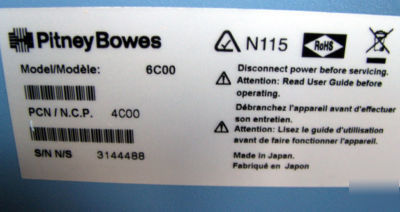 PitneyBowes
N115
RoHS
Model/Modèle: 6C00
PCN / N.C.P. 4C00
S/N N/S 3144488
Disconnect power before servicing.
Attention: Read User Guide before
operating.
Débranchez l'appareil avant d'effectuer
son entretien.
Attention: Lisez le guide d'utilisation
avant de faire fonctionner l'appareil.
Made in Japan.
Fabriqué en Japon